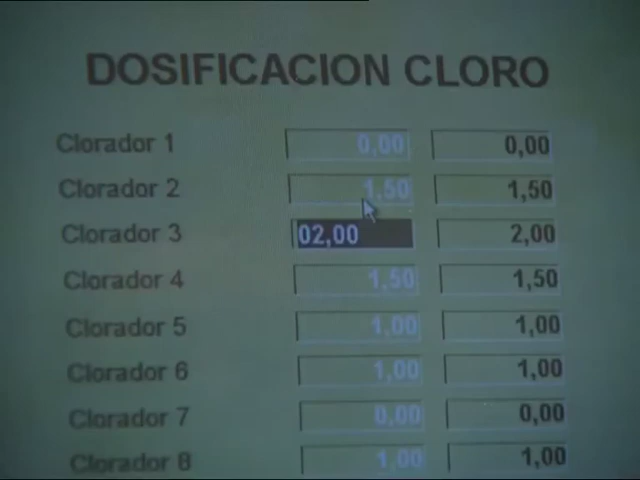 DOSIFICACION CLORO
Clorador 1 0,00 0,00
Clorador 2 1,50 1,50
Clorador 3 02,00 2,00
Clorador 4 1,50 1,50
Clorador 5 1,00 1,00
Clorador 6 1,00 1,00
Clorador 7 0,00 0,00
Clorador 8 1,00 1,00